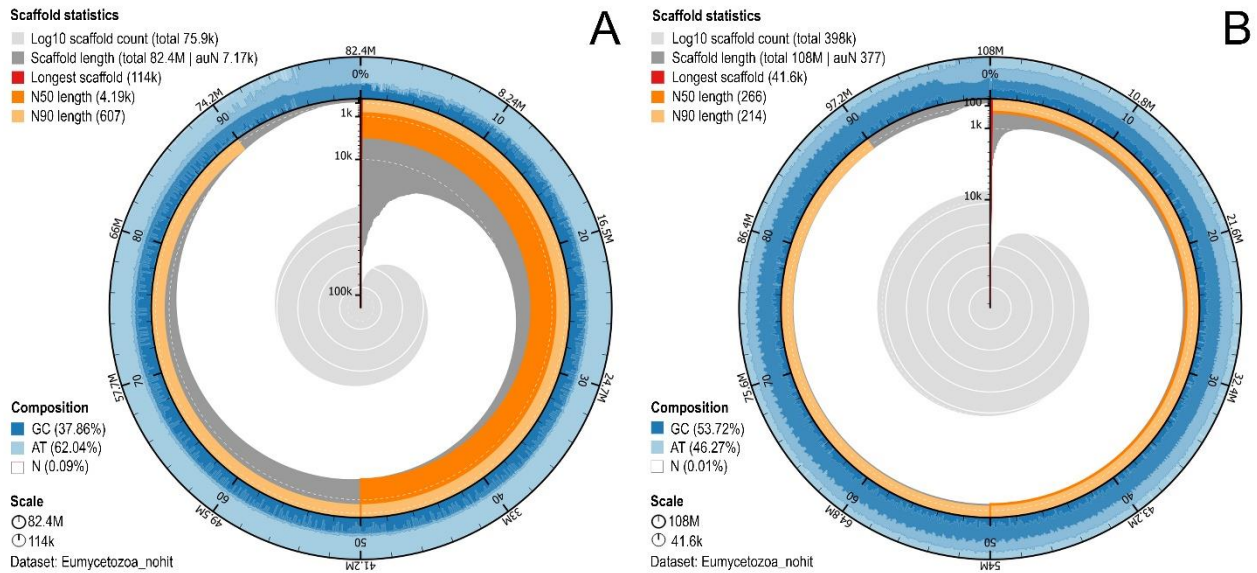 Scaffold statistics
Log10 scaffold count (total 75.9k)
Scaffold length (total 82.4M | auN 7.17k)
Longest scaffold (114k)
N50 length (4.19k)
N90 length (607)
A
82.4M
0%
8.24M
10
16.5M
20
24.7M
30
33M
40
41.2M
50
49.5M
60
57.7M
70
66M
80
74.2M
90
1k
10k
100k
Composition
GC (37.86%)
AT (62.04%)
N (0.09%)
Scale
82.4M
114k
Dataset: Eumycetozoa_nohit
Scaffold statistics
Log10 scaffold count (total 398k)
Scaffold length (total 108M | auN 377)
Longest scaffold (41.6k)
N50 length (266)
N90 length (214)
B
108M
0%
10.8M
10
21.6M
20
32.4M
30
43.2M
40
54M
50
64.8M
60
75.6M
70
86.4M
80
97.2M
90
100
1k
10k
Composition
GC (53.72%)
AT (46.27%)
N (0.01%)
Scale
108M
41.6k
Dataset: Eumycetozoa_nohit